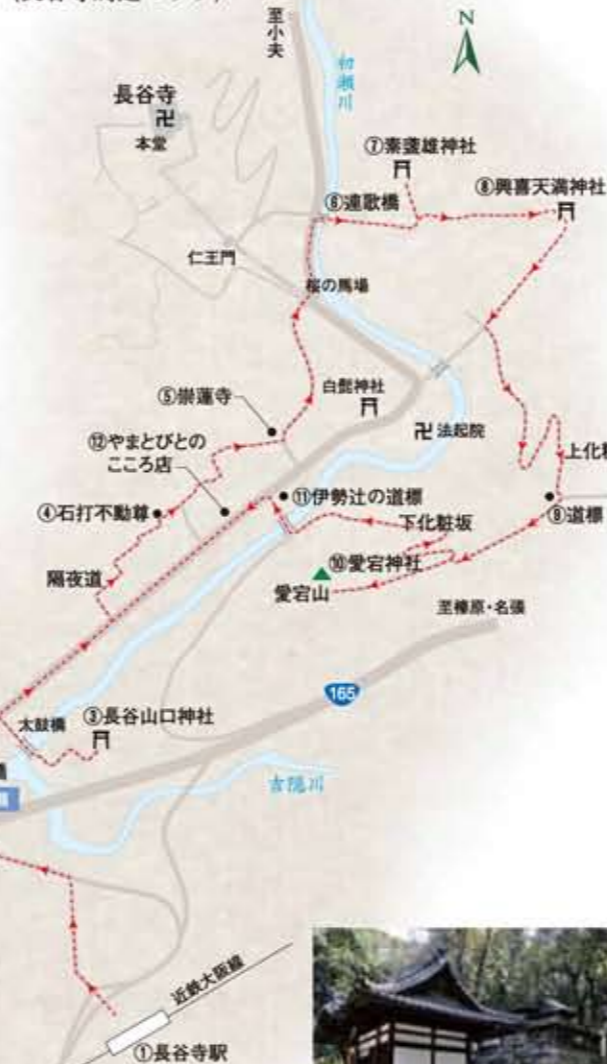 至小夫
N
初瀬川
長谷寺
本堂
⑦素盞雄神社
⑥連歌橋
⑧興喜天満神社
仁王門
桜の馬場
⑤崇蓮寺
白髭神社
法起院
⑫やまとびとの
こころ店
④石打不動尊
⑪伊勢辻の道標
下化粧坂
⑨道標
隔夜道
⑩愛宕神社
愛宕山
至榛原・名張
165
太鼓橋
③長谷山口神社
吉隠川
近鉄大阪線
①長谷寺駅